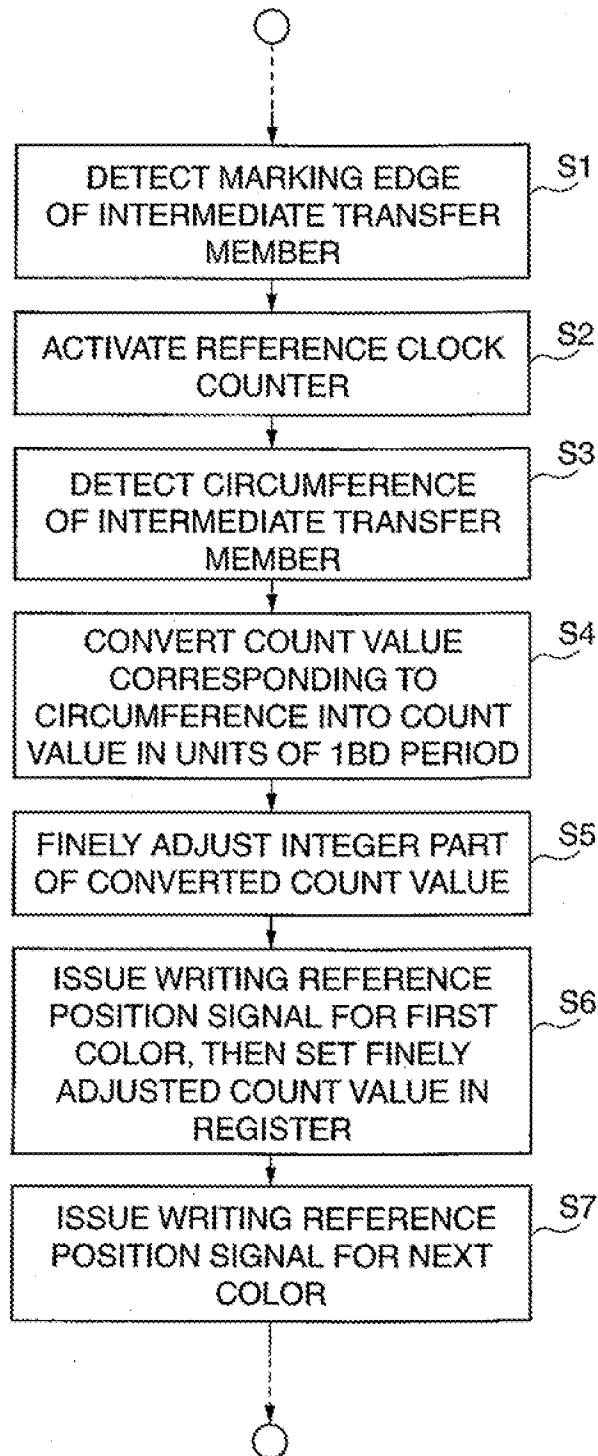 S1
DETECT MARKING EDGE
OF INTERMEDIATE TRANSFER
MEMBER
S2
ACTIVATE REFERENCE CLOCK
COUNTER
S3
DETECT CIRCUMFERENCE
OF INTERMEDIATE TRANSFER
MEMBER
S4
CONVERT COUNT VALUE
CORRESPONDING TO
CIRCUMFERENCE INTO COUNT
VALUE IN UNITS OF 1BD PERIOD
S5
FINELY ADJUST INTEGER PART
OF CONVERTED COUNT VALUE
S6
ISSUE WRITING REFERENCE
POSITION SIGNAL FOR FIRST
COLOR, THEN SET FINELY
ADJUSTED COUNT VALUE IN
REGISTER
S7
ISSUE WRITING REFERENCE
POSITION SIGNAL FOR NEXT
COLOR